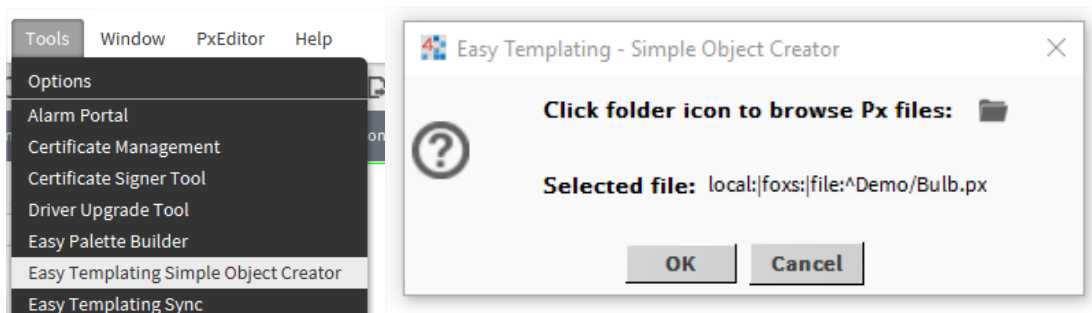 Tools Window PxEditor Help
Options
Alarm Portal
Certificate Management
Certificate Signer Tool
Driver Upgrade Tool
Easy Palette Builder
Easy Templating Simple Object Creator
Easy Templating Sync
on
Easy Templating - Simple Object Creator
Click folder icon to browse Px files:
Selected file: local:|foxs:|file:^Demo/Bulb.px
OK Cancel